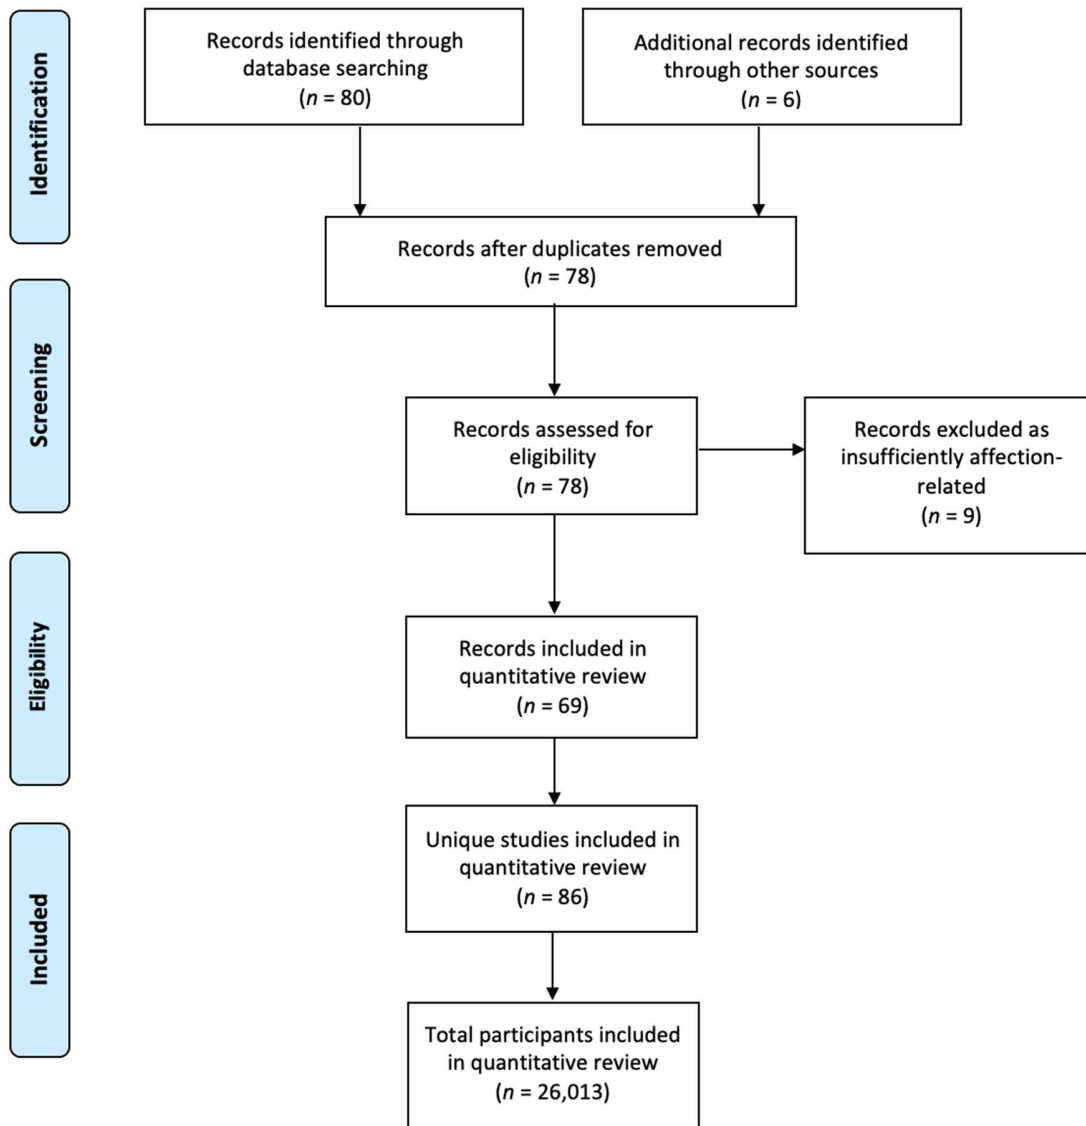 Identification
Records identified through
database searching
(n = 80)
Additional records identified
through other sources
(n = 6)
Records after duplicates removed
(n = 78)
Screening
Records assessed for
eligibility
(n = 78)
Records excluded as
insufficiently affection-
related
(n = 9)
Eligibility
Records included in
quantitative review
(n = 69)
Included
Unique studies included in
quantitative review
(n = 86)
Total participants included
in quantitative review
(n = 26,013)